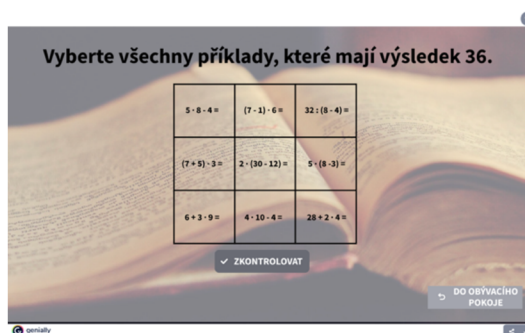 Vyberte všechny příklady, které mají výsledek 36.
5 · 8 - 4 =
(7 - 1) · 6 =
32 : (8 - 4) =
(7 + 5) · 3 =
2 · (30 - 12) =
5 · (8 -3) =
6 + 3 · 9 =
4 · 10 - 4 =
28 + 2 · 4 =
ZKONTROLOVAT
DO OBÝVACÍHO
POKOJE
genially